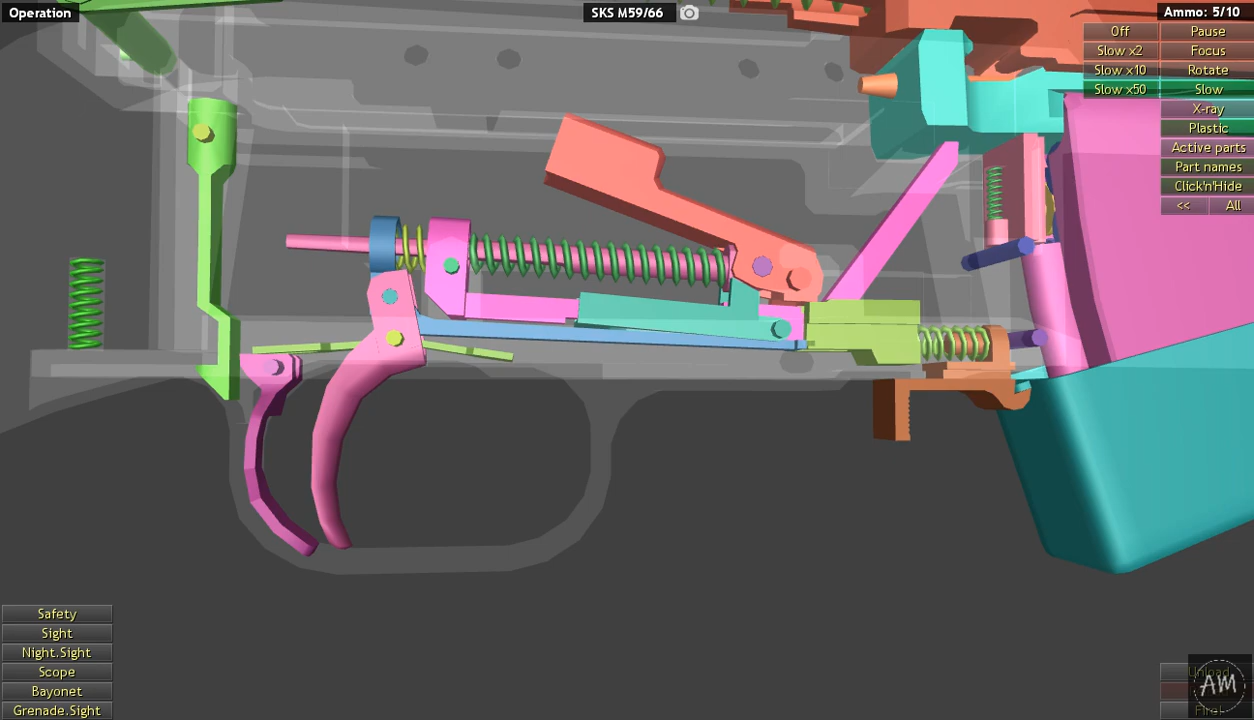 Operation
SKS M59/66
Ammo: 5/10
Off
Pause
Slow x2
Focus
Slow x10
Rotate
Slow x50
Slow
X-ray
Plastic
Active parts
Part names
Click'n'Hide
<<
All
Safety
Sight
Night.Sight
Scope
Bayonet
Grenade.Sight
AM